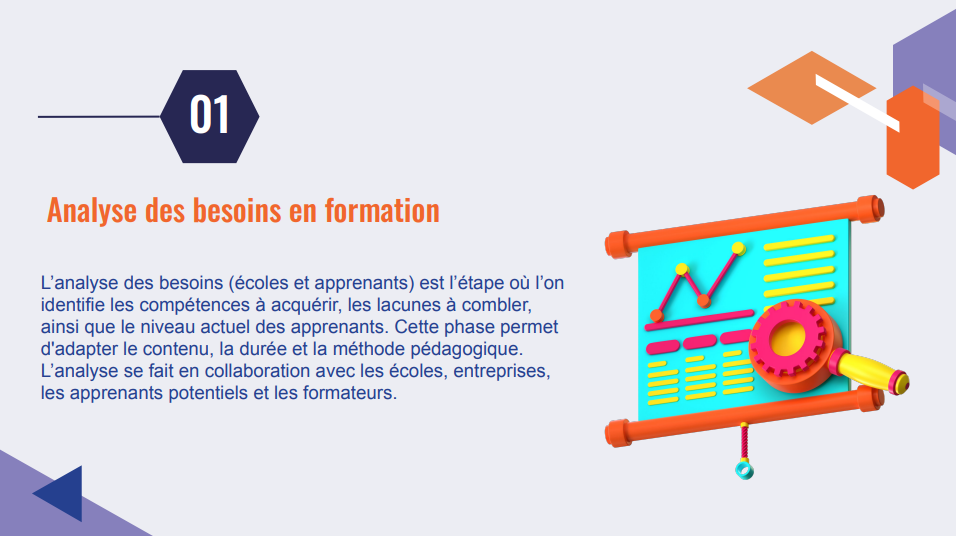 01
Analyse des besoins en formation
L’analyse des besoins (écoles et apprenants) est l’étape où l’on
identifie les compétences à acquérir, les lacunes à combler,
ainsi que le niveau actuel des apprenants. Cette phase permet
d'adapter le contenu, la durée et la méthode pédagogique.
L’analyse se fait en collaboration avec les écoles, entreprises,
les apprenants potentiels et les formateurs.